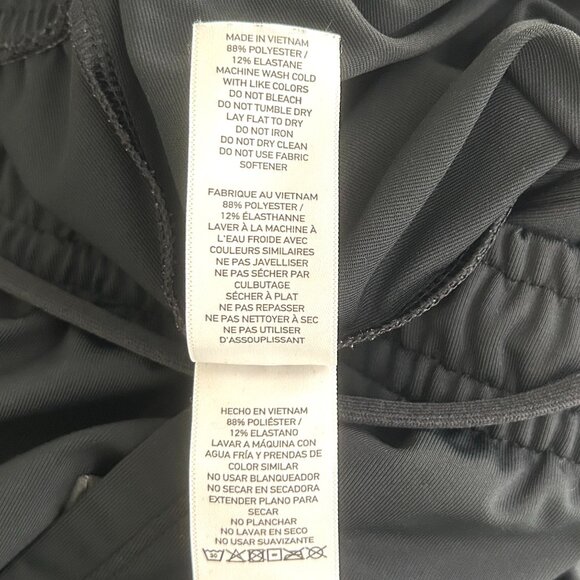 MADE IN VIETNAM
88% POLYESTER /
12% ELASTANE
MACHINE WASH COLD
WITH LIKE COLORS
DO NOT BLEACH
DO NOT TUMBLE DRY
LAY FLAT TO DRY
DO NOT IRON
DO NOT DRY CLEAN
DO NOT USE FABRIC
SOFTENER
FABRIQUE AU VIETNAM
88% POLYESTER /
12% ÉLASTHANNE
LAVER À LA MACHINE À
L'EAU FROIDE AVEC
COULEURS SIMILAIRES
NE PAS JAVELLISER
NE PAS SÉCHER PAR
CULBUTAGE
SÉCHER À PLAT
NE PAS REPASSER
NE PAS NETTOYER À SEC
NE PAS UTILISER
D'ASSOUPLISSANT
HECHO EN VIETNAM
88% POLIÉSTER /
12% ELASTANO
LAVAR A MÁQUINA CON
AGUA FRÍA Y PRENDAS DE
COLOR SIMILAR
NO USAR BLANQUEADOR
NO SECAR EN SECADORA
EXTENDER PLANO PARA
SECAR
NO PLANCHAR
NO LAVAR EN SECO
NO USAR SUAVIZANTE